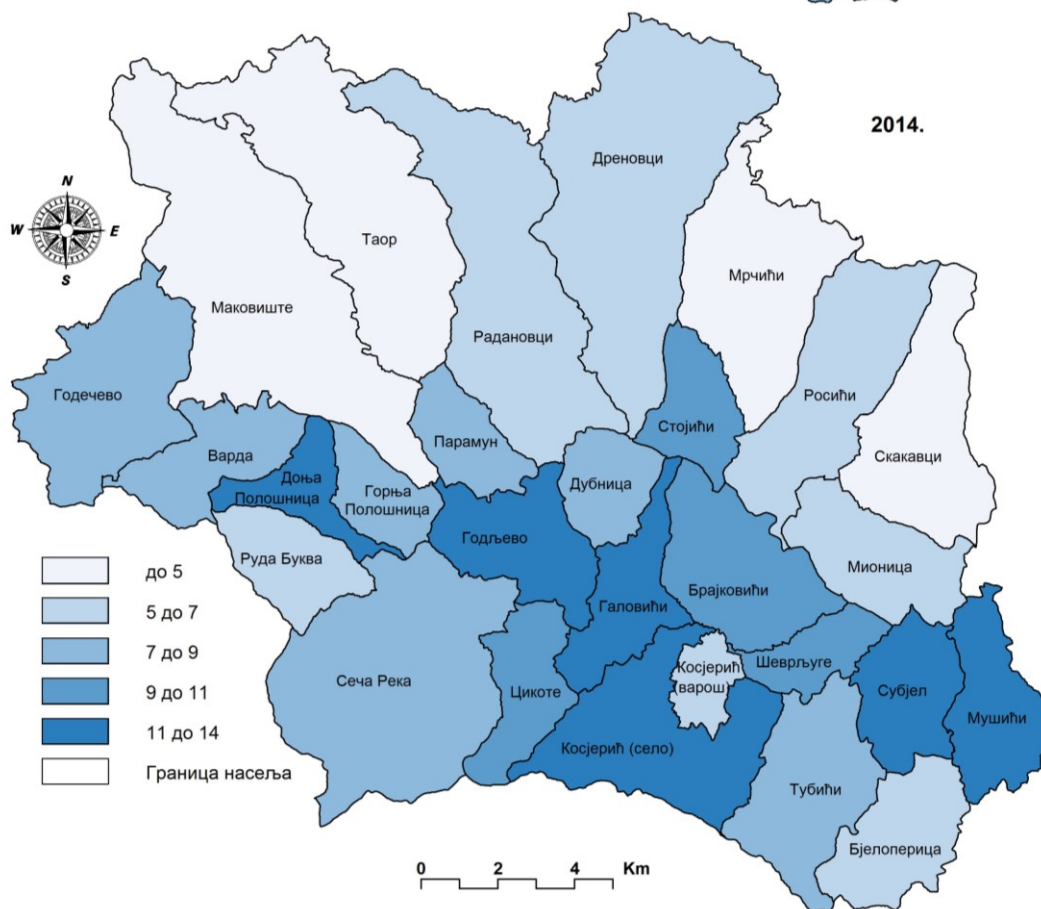 2014.
Дреновци
N
W
E
S
Таор
Мрчићи
Маковиште
Радановци
Годечево
Росићи
Стојићи
Парамун
Варда
Скакавци
Доња
Полошница
Горња
Полошница
Дубница
Годљево
Руда Буква
Мионица
Брајковићи
Галовићи
Сеча Река
Цикоте
Косјерић
(варош)
Шеврљуге
Субјел
Мушићи
Косјерић (село)
Тубићи
Бјелоперица
до 5
5 до 7
7 до 9
9 до 11
11 до 14
Граница насеља
0 2 4 Km